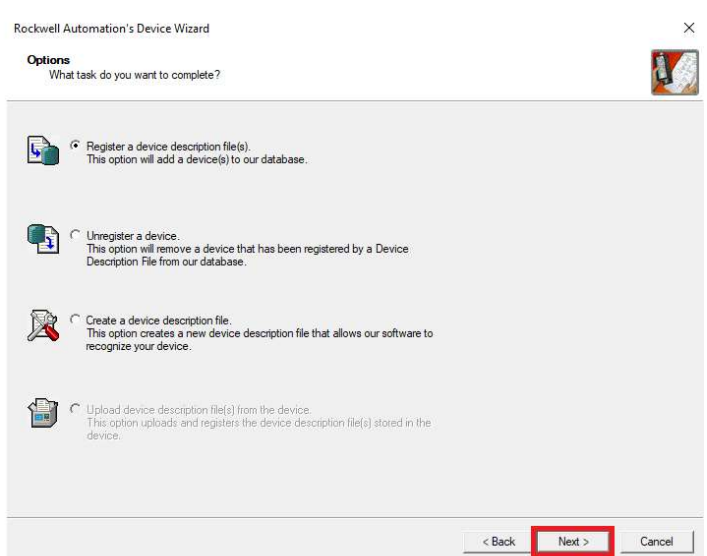 Rockwell Automation's Device Wizard
Options
What task do you want to complete?
Register a device description file(s).
This option will add a device(s) to our database.
Unregister a device.
This option will remove a device that has been registered by a Device
Description File from our database.
Create a device description file.
This option creates a new device description file that allows our software to
recognize your device.
Upload device description file(s) from the device.
This option uploads and registers the device description file(s) stored in the
device.
< Back Next > Cancel